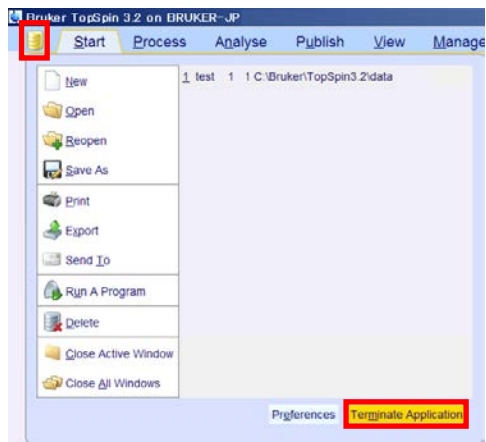 Bruker TopSpin 3.2 on BRUKER-JP
Start Process Analyse Publish View Manage
New
1 test 1 1 C:\Bruker\TopSpin3.2\data
Open
Reopen
Save As
Print
Export
Send To
Run A Program
Delete
Close Active Window
Close All Windows
Preferences Terminate Application